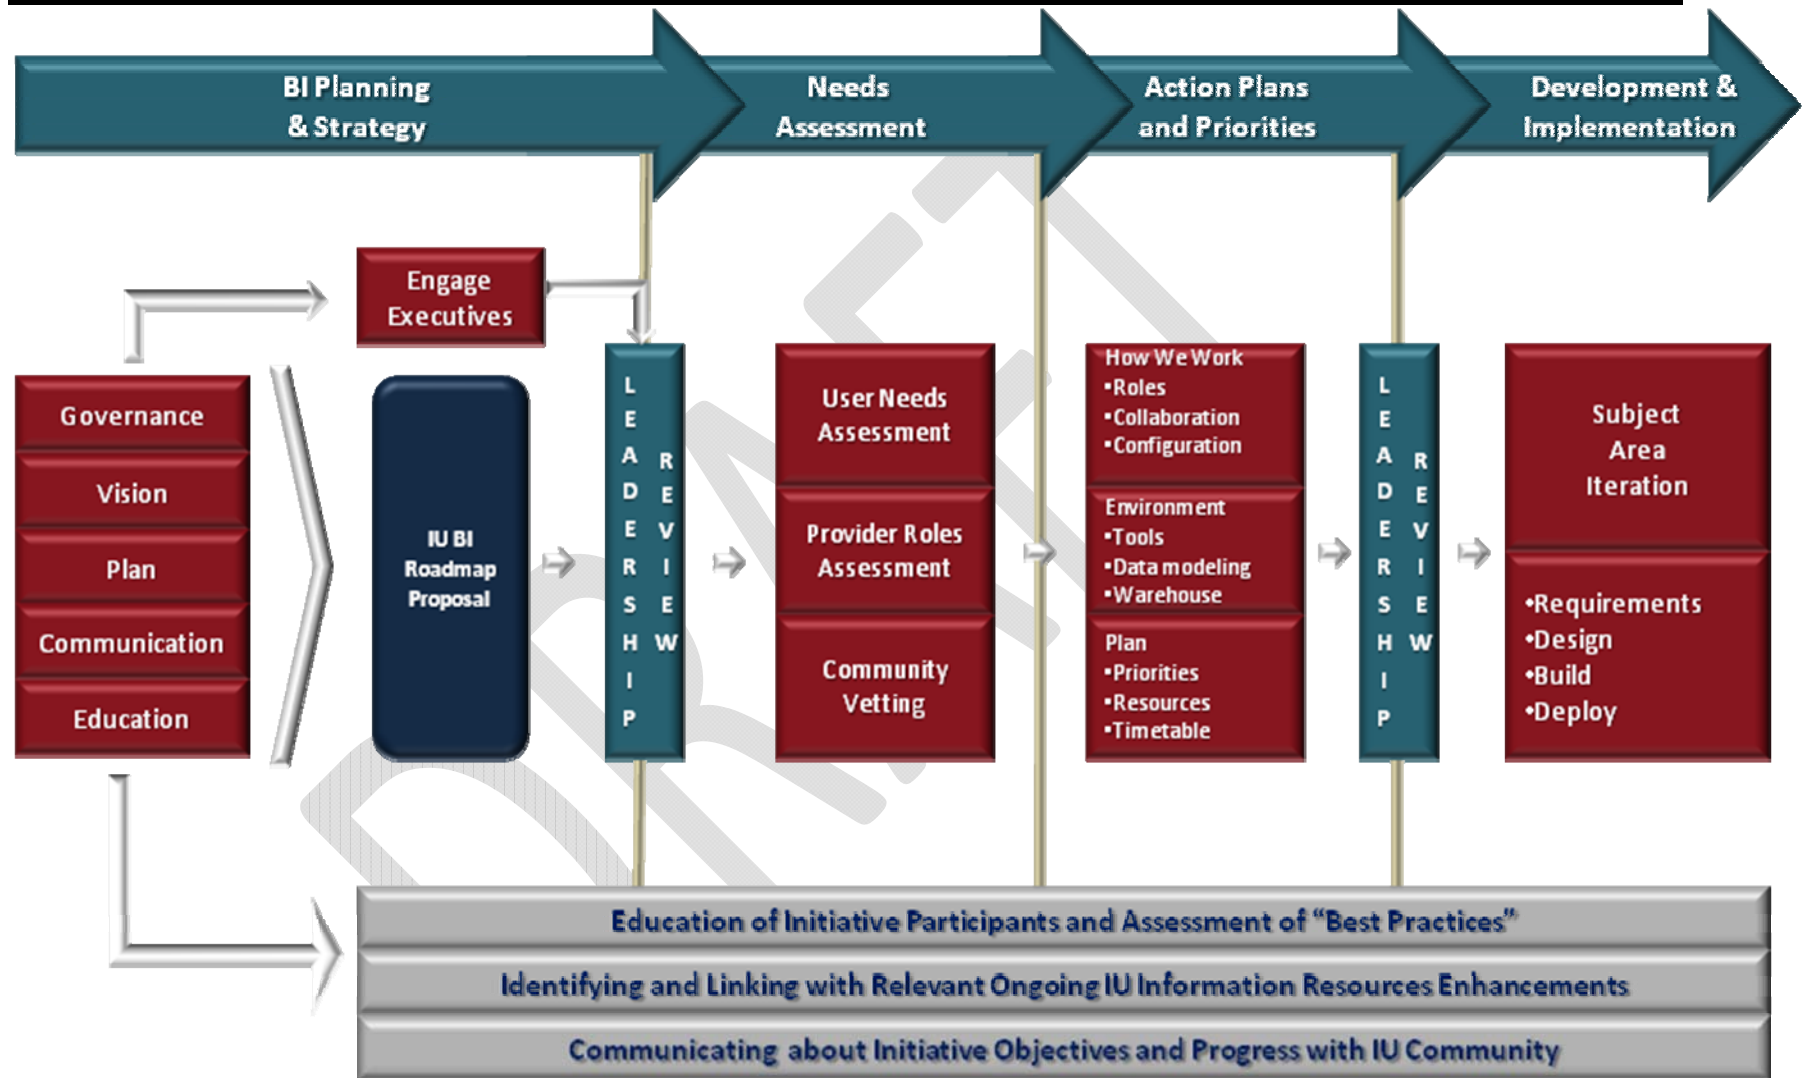 BI Planning
& Strategy
Needs
Assessment
Action Plans
and Priorities
Development &
Implementation
Engage
Executives
Governance
Vision
Plan
Communication
Education
IU BI
Roadmap
Proposal
LEADERSHIP
REVIEW
User Needs
Assessment
Provider Roles
Assessment
Community
Vetting
How We Work
▪Roles
▪Collaboration
▪Configuration
Environment
▪Tools
▪Data modeling
▪Warehouse
Plan
▪Priorities
▪Resources
▪Timetable
LEADERSHIP
REVIEW
Subject
Area
Iteration
•Requirements
•Design
•Build
•Deploy
Education of Initiative Participants and Assessment of “Best Practices”
Identifying and Linking with Relevant Ongoing IU Information Resources Enhancements
Communicating about Initiative Objectives and Progress with IU Community
DRAFT